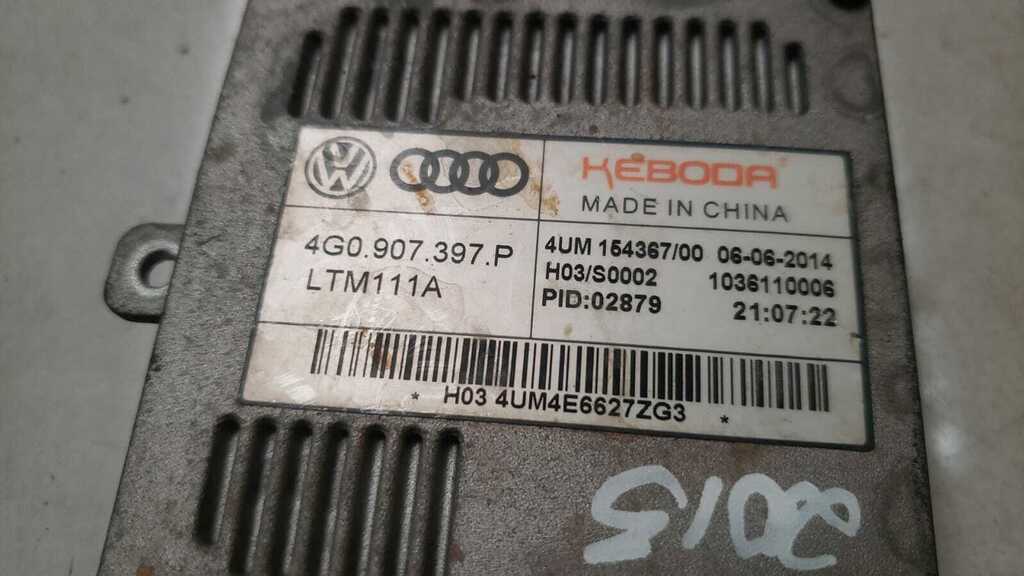 KEBODA
MADE IN CHINA
4G0.907.397.P
LTM111A
4UM 154367/00 06-06-2014
H03/S0002 1036110006
PID:02879 21:07:22
* H03 4UM4E6627ZG3 *
2013